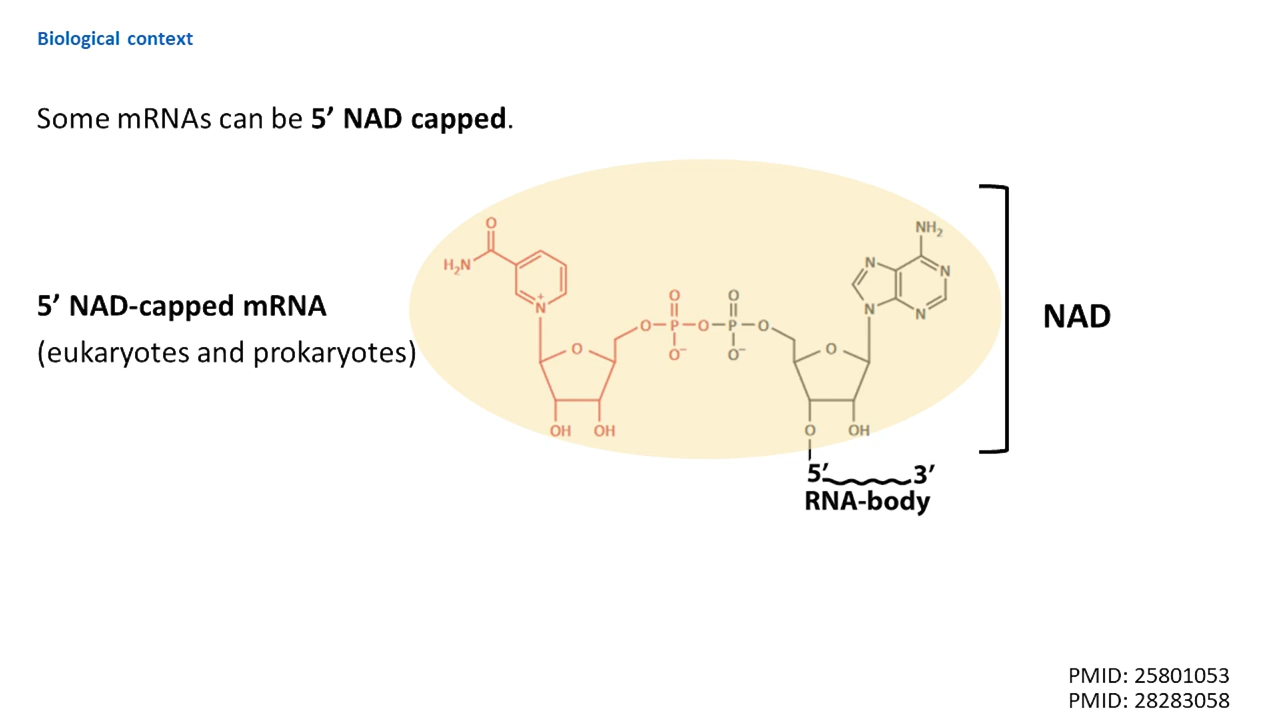 Biological context
Some mRNAs can be 5’ NAD capped.
5’ NAD-capped mRNA
(eukaryotes and prokaryotes)
O
H₂N
N⁺
O
OH OH
O
O–P–O–P–O
O O
O⁻ O⁻
NH₂
N
N
N
N
O
O
OH
NAD
5’ 3’
RNA-body
PMID: 25801053
PMID: 28283058